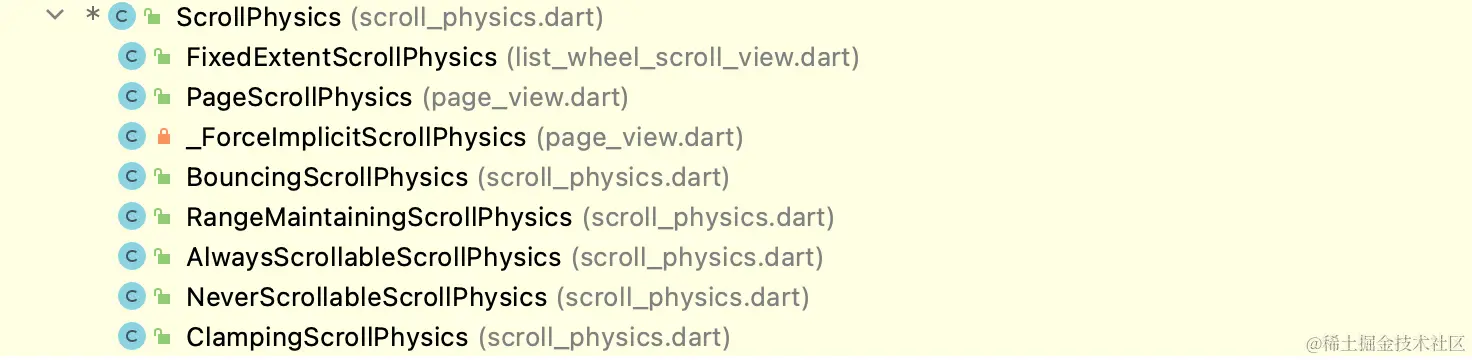 * C ScrollPhysics (scroll_physics.dart)
C FixedExtentScrollPhysics (list_wheel_scroll_view.dart)
C PageScrollPhysics (page_view.dart)
C _ForceImplicitScrollPhysics (page_view.dart)
C BouncingScrollPhysics (scroll_physics.dart)
C RangeMaintainingScrollPhysics (scroll_physics.dart)
C AlwaysScrollableScrollPhysics (scroll_physics.dart)
C NeverScrollableScrollPhysics (scroll_physics.dart)
C ClampingScrollPhysics (scroll_physics.dart)
@稀土掘金技术社区